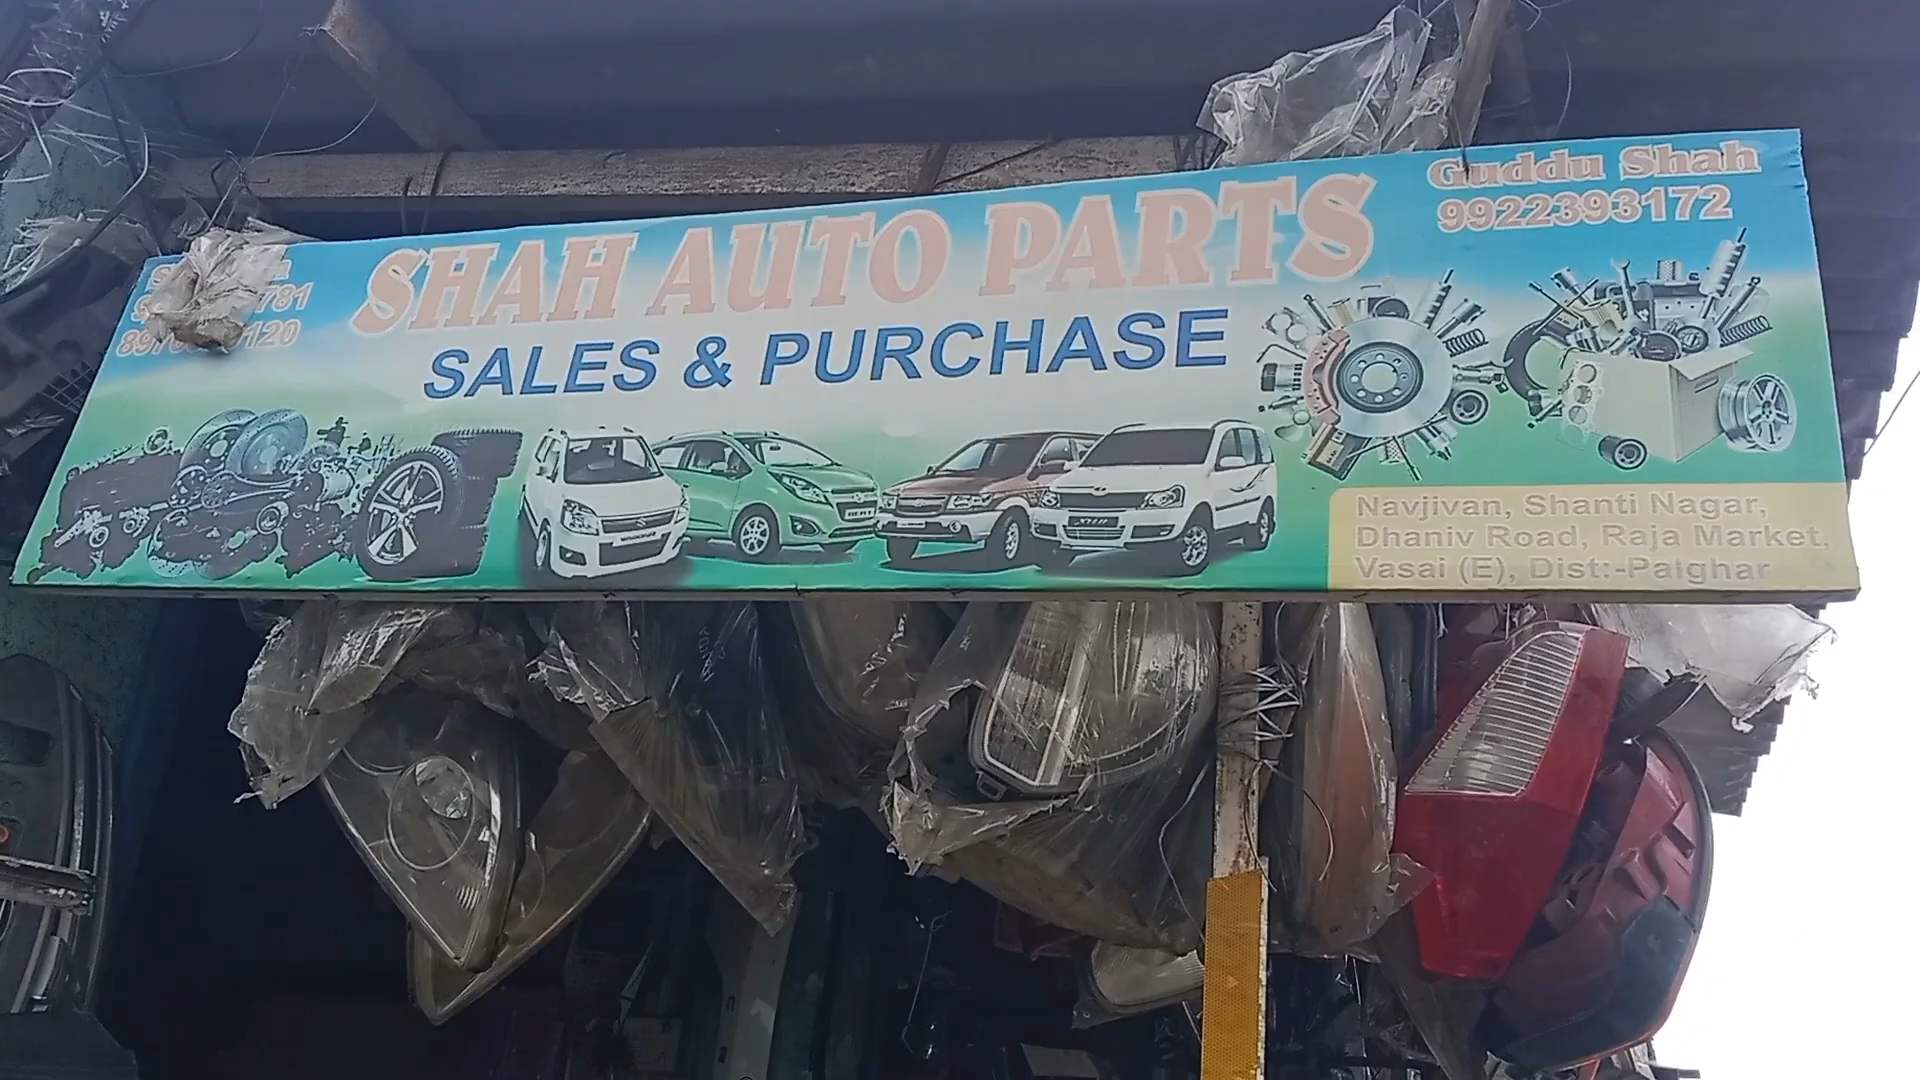 Guddu Shah
9922393172
SHAH AUTO PARTS
SALES & PURCHASE
Navjivan, Shanti Nagar,
Dhaniv Road, Raja Market,
Vasai (E), Dist:-Palghar